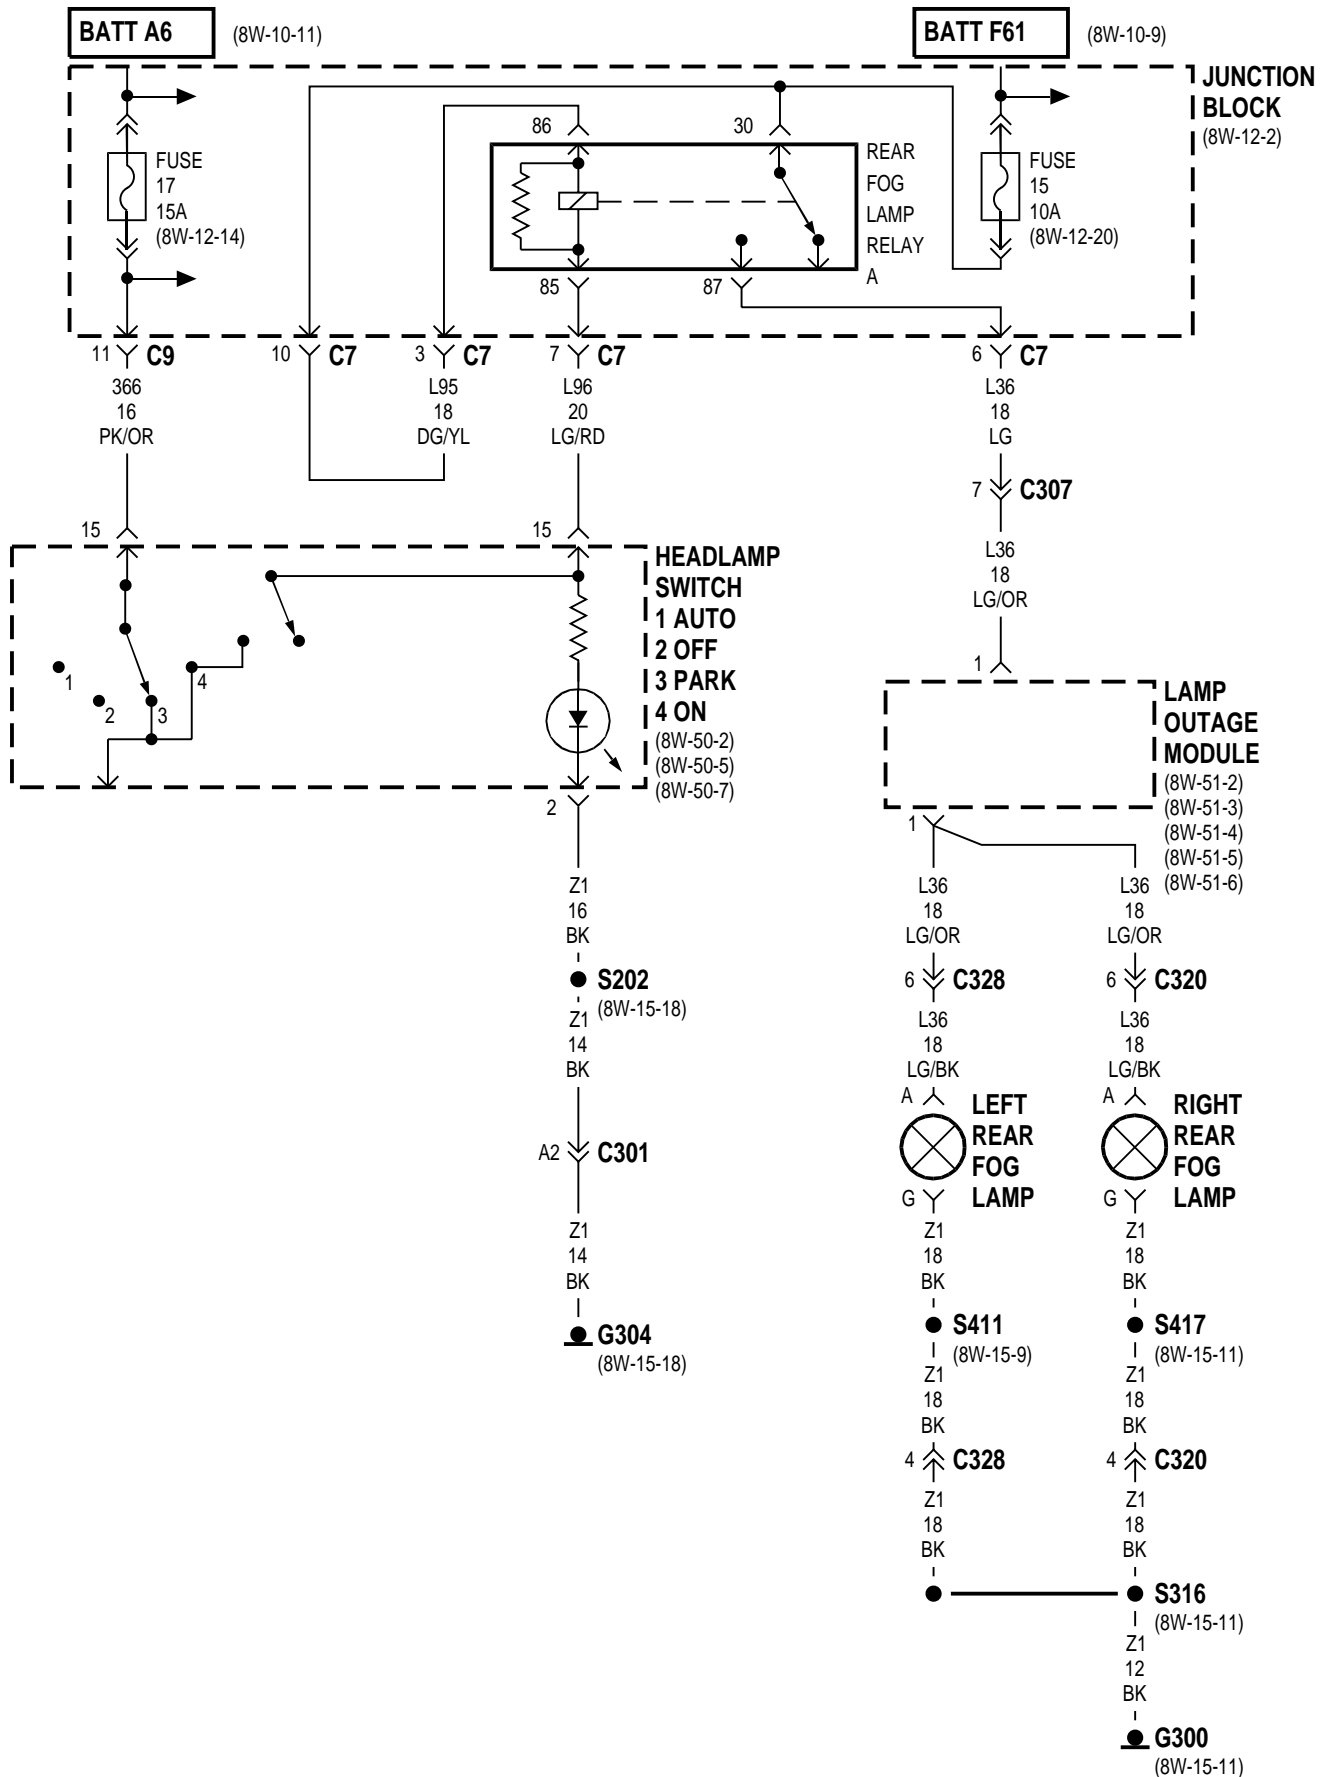 BATT A6 (8W-10-11) BATT F61 (8W-10-9)
JUNCTION
BLOCK
(8W-12-2)
86 30
REAR
FOG
LAMP
RELAY
A
FUSE
17
15A
(8W-12-14)
FUSE
15
10A
(8W-12-20)
85 87
11 C9 10 C7 3 C7 7 C7 6 C7
366 L95 L96 L36
16 18 20 18
PK/OR DG/YL LG/RD LG
7 C307
15 15
L36
18
LG/OR
HEADLAMP
SWITCH
1 AUTO
2 OFF
3 PARK
4 ON
(8W-50-2)
(8W-50-5)
(8W-50-7)
1 2 3 4
1
LAMP
OUTAGE
MODULE
(8W-51-2)
(8W-51-3)
(8W-51-4)
(8W-51-5)
(8W-51-6)
2 1
Z1 L36 L36
16 18 18
BK LG/OR LG/OR
S202 6 C328 6 C320
(8W-15-18)
Z1 L36 L36
14 18 18
BK LG/BK LG/BK
A A
LEFT
REAR
FOG
LAMP
RIGHT
REAR
FOG
LAMP
A2 C301
G G
Z1 Z1 Z1
14 18 18
BK BK BK
G304 S411 S417
(8W-15-18) (8W-15-9) (8W-15-11)
Z1 Z1
18 18
BK BK
4 C328 4 C320
Z1 Z1
18 18
BK BK
S316
(8W-15-11)
Z1
12
BK
G300
(8W-15-11)